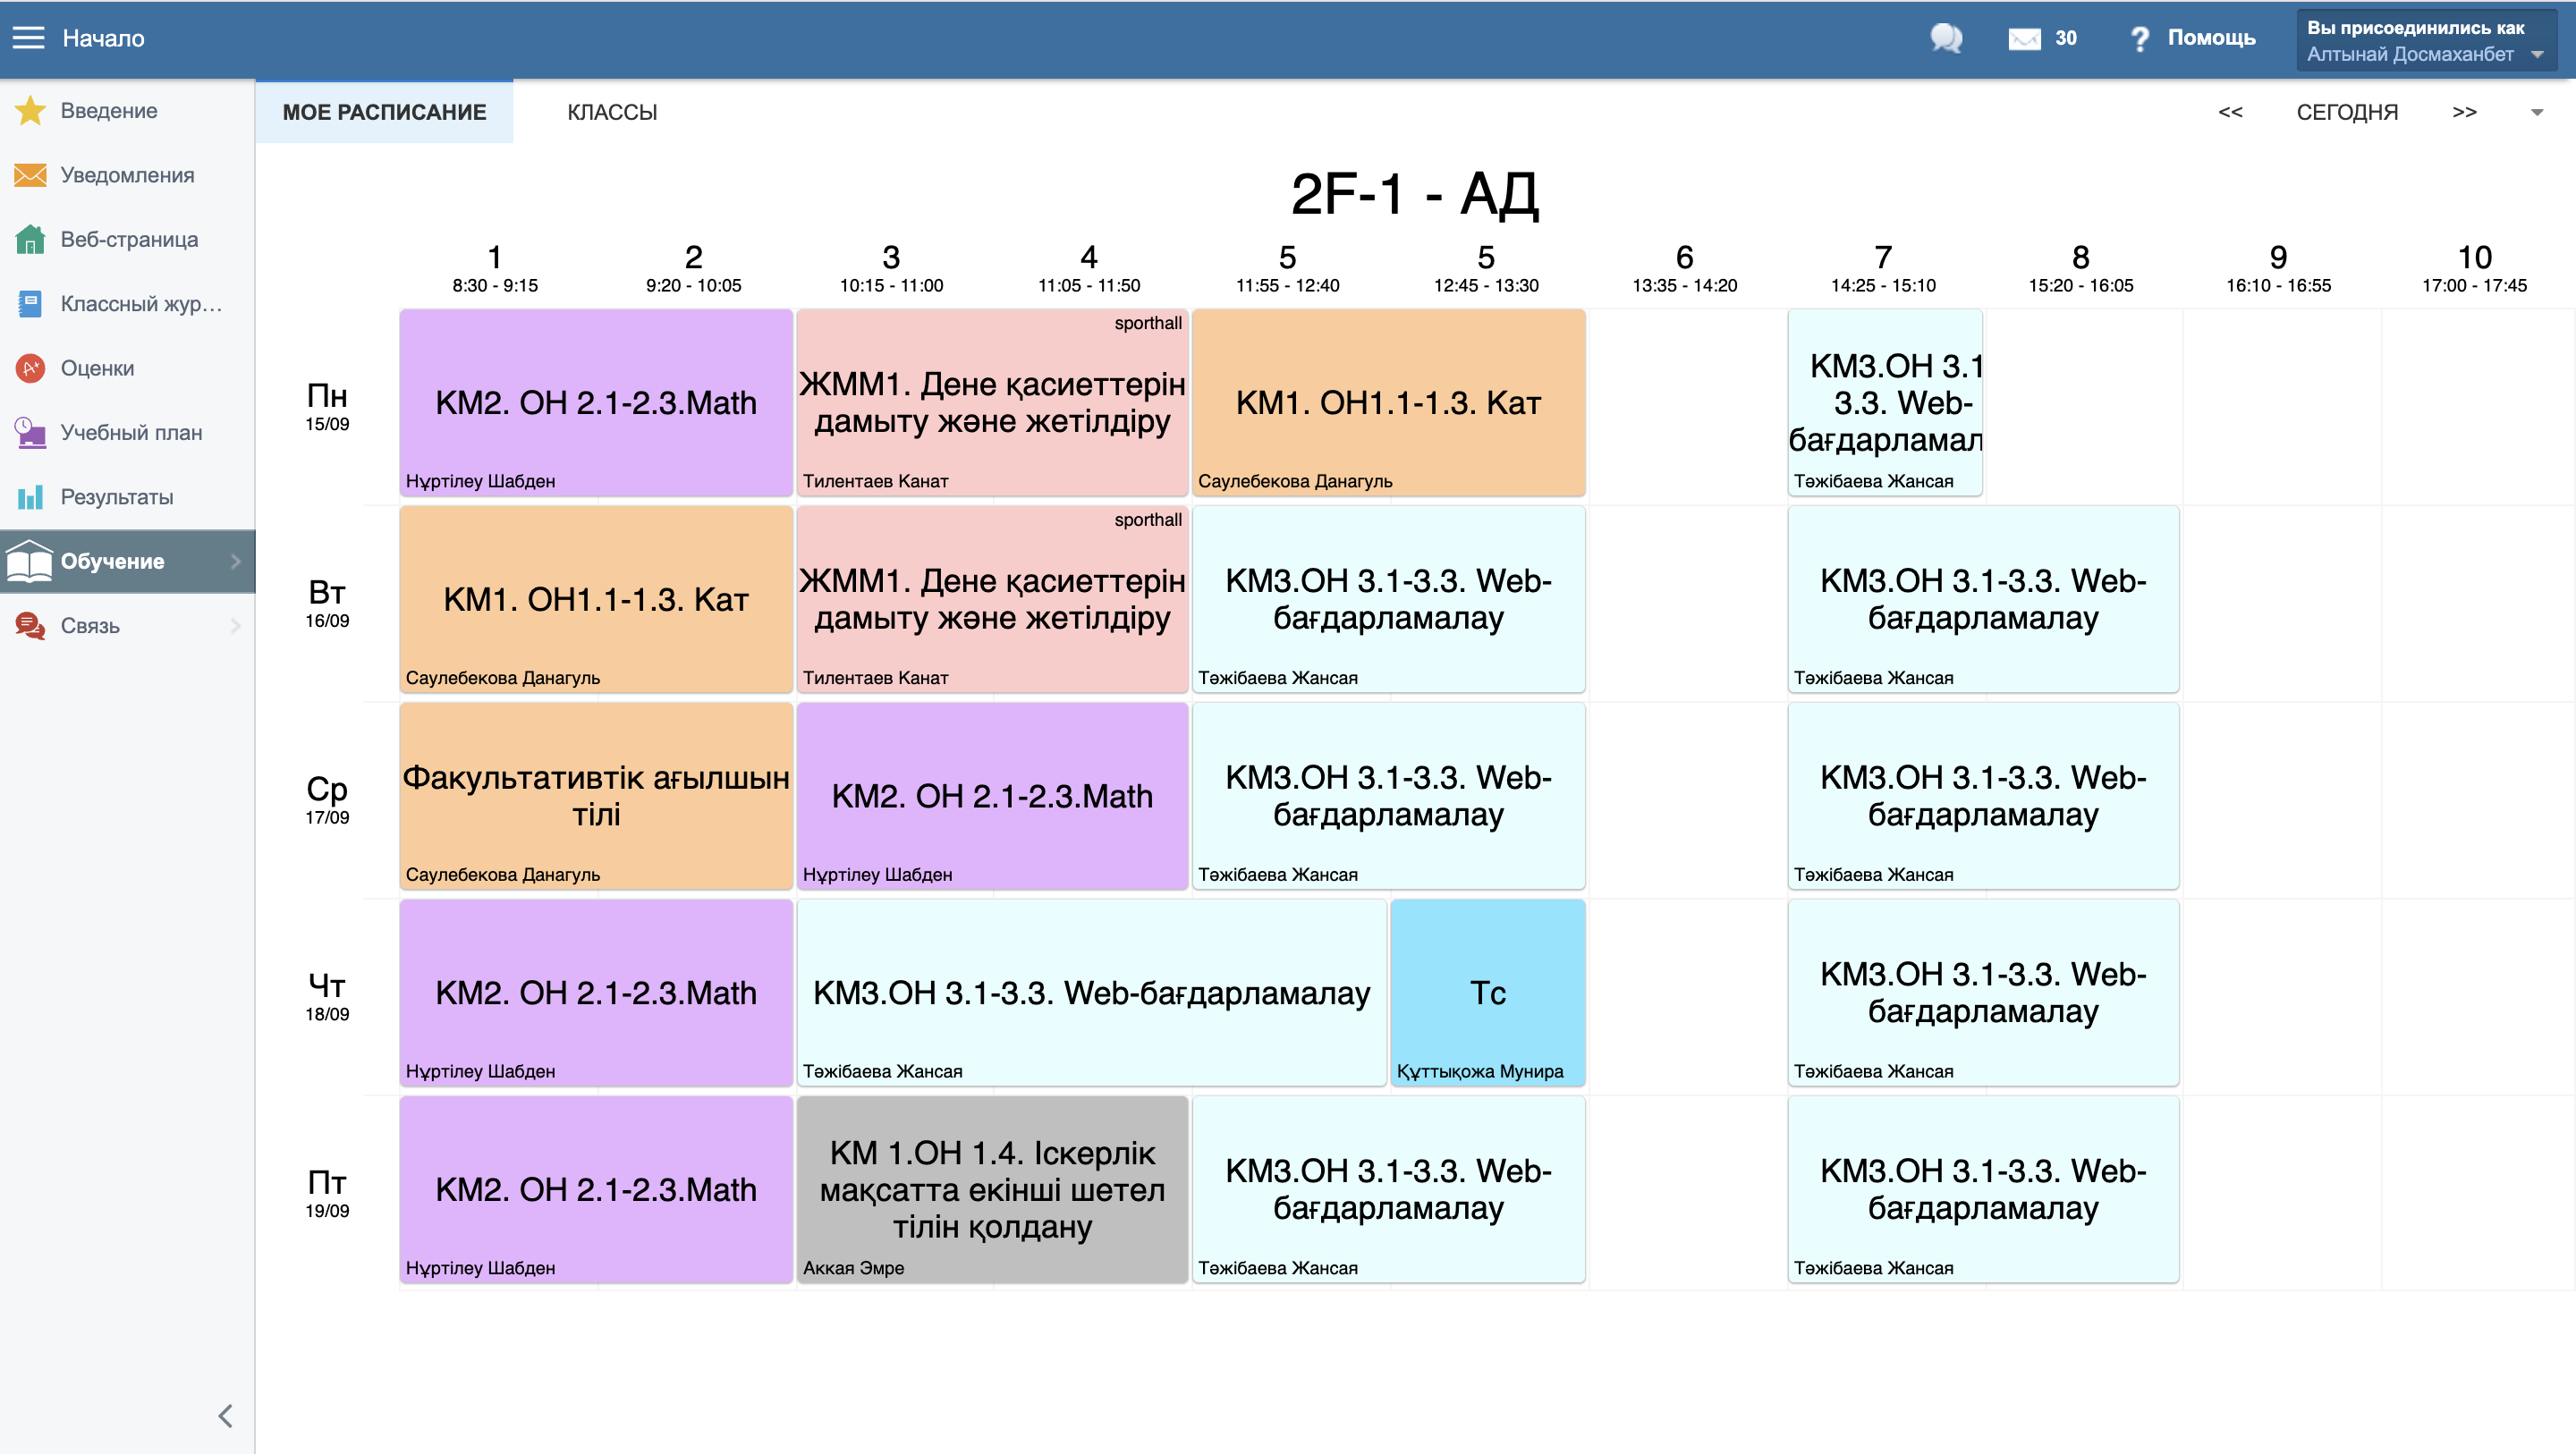 Начало
30
Помощь
Вы присоединились как
Алтынай Досмаханбет
Введение
Уведомления
Веб-страница
Классный жур...
Оценки
Учебный план
Результаты
Обучение
Связь
МОЕ РАСПИСАНИЕ
КЛАССЫ
<<
СЕГОДНЯ
>>
2F-1 - АД
1
8:30 - 9:15
2
9:20 - 10:05
3
10:15 - 11:00
4
11:05 - 11:50
5
11:55 - 12:40
5
12:45 - 13:30
6
13:35 - 14:20
7
14:25 - 15:10
8
15:20 - 16:05
9
16:10 - 16:55
10
17:00 - 17:45
Пн
15/09
КМ2. ОН 2.1-2.3.Math
Нұртілеу Шабден
sporthall
ЖММ1. Дене қасиеттерін
дамыту және жетілдіру
Тилентаев Канат
КМ1. ОН1.1-1.3. Кат
Саулебекова Данагуль
КМ3.ОН 3.1
3.3. Web-
бағдарламал
Тәжібаева Жансая
Вт
16/09
КМ1. ОН1.1-1.3. Кат
Саулебекова Данагуль
sporthall
ЖММ1. Дене қасиеттерін
дамыту және жетілдіру
Тилентаев Канат
КМ3.ОН 3.1-3.3. Web-
бағдарламалау
Тәжібаева Жансая
КМ3.ОН 3.1-3.3. Web-
бағдарламалау
Тәжібаева Жансая
Ср
17/09
Факультативтік ағылшын
тілі
Саулебекова Данагуль
КМ2. ОН 2.1-2.3.Math
Нұртілеу Шабден
КМ3.ОН 3.1-3.3. Web-
бағдарламалау
Тәжібаева Жансая
КМ3.ОН 3.1-3.3. Web-
бағдарламалау
Тәжібаева Жансая
Чт
18/09
КМ2. ОН 2.1-2.3.Math
Нұртілеу Шабден
КМ3.ОН 3.1-3.3. Web-бағдарламалау
Тәжібаева Жансая
Тс
Құттықожа Мунира
КМ3.ОН 3.1-3.3. Web-
бағдарламалау
Тәжібаева Жансая
Пт
19/09
КМ2. ОН 2.1-2.3.Math
Нұртілеу Шабден
КМ 1.ОН 1.4. Іскерлік
мақсатта екінші шетел
тілін қолдану
Аккая Эмре
КМ3.ОН 3.1-3.3. Web-
бағдарламалау
Тәжібаева Жансая
КМ3.ОН 3.1-3.3. Web-
бағдарламалау
Тәжібаева Жансая